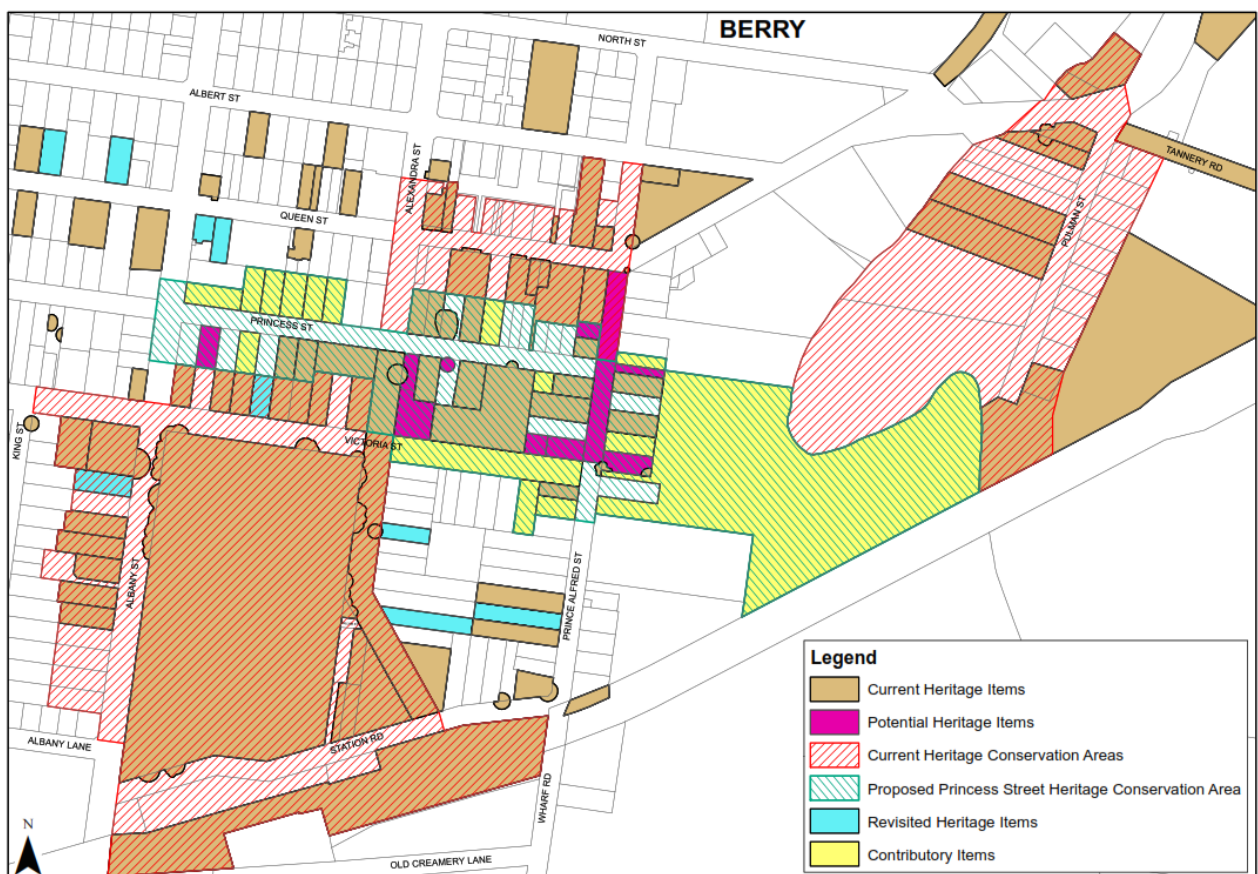 BERRY
NORTH ST
ALBERT ST
ALEXANDRA ST
TANNERY RD
QUEEN ST
PULMAN ST
PRINCESS ST
VICTORIA ST
KING ST
ALBANY ST
PRINCE ALFRED ST
STATION RD
ALBANY LANE
WHARF RD
OLD CREAMERY LANE
N
Legend
Current Heritage Items
Potential Heritage Items
Current Heritage Conservation Areas
Proposed Princess Street Heritage Conservation Area
Revisited Heritage Items
Contributory Items